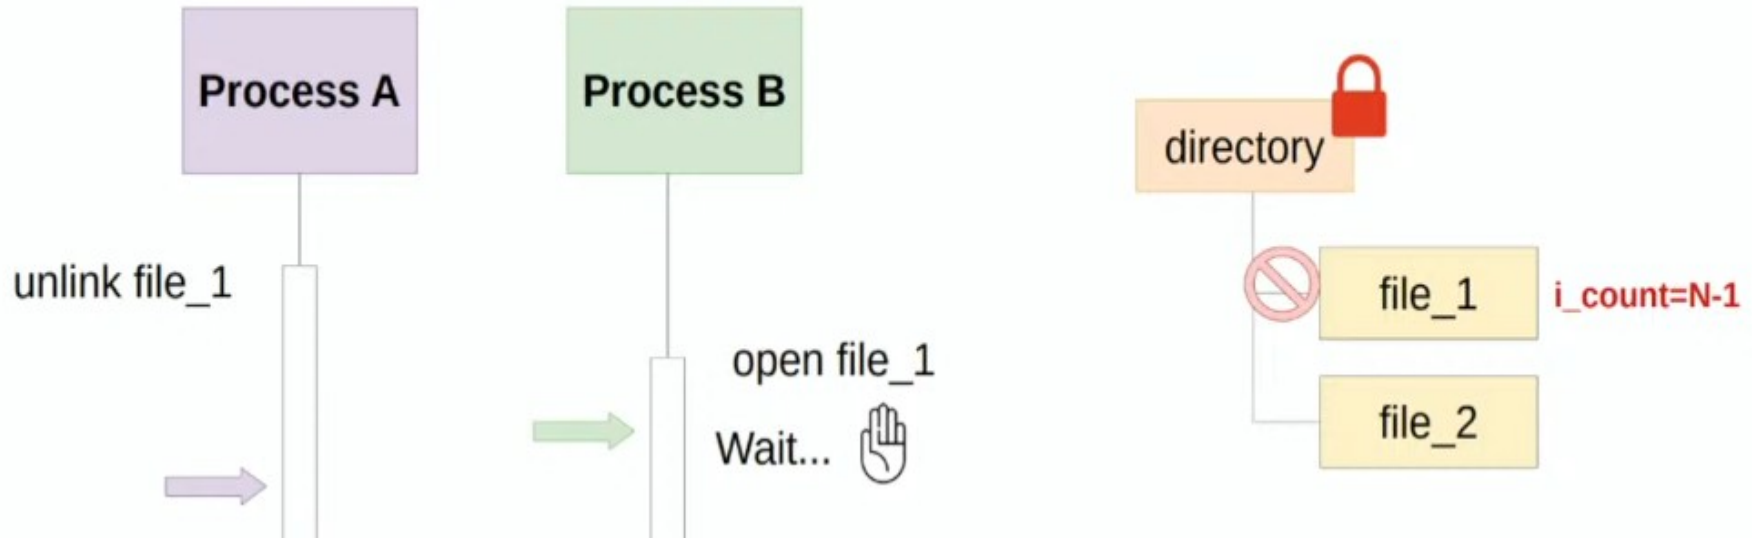 Process A
Process B
directory
unlink file_1
file_1
i_count=N-1
open file_1
Wait...
file_2